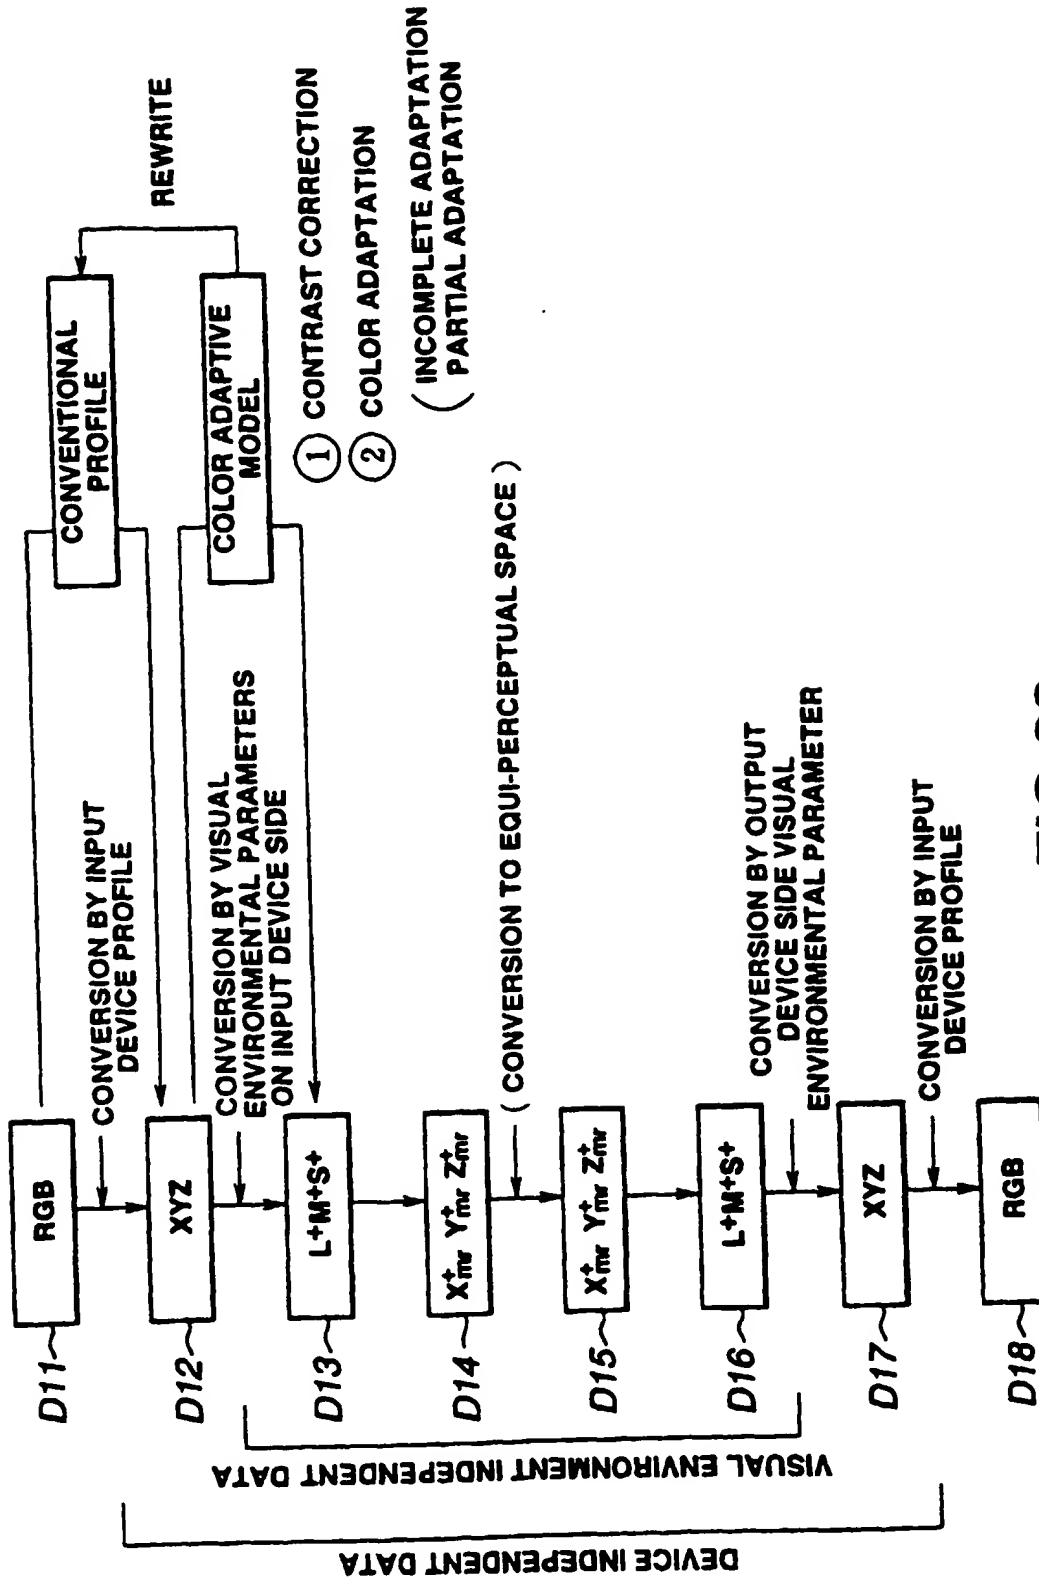 DEVICE INDEPENDENT DATA
VISUAL ENVIRONMENT INDEPENDENT DATA
D11
RGB
CONVERSION BY INPUT
DEVICE PROFILE
CONVENTIONAL
PROFILE
REWRITE
D12
XYZ
CONVERSION BY VISUAL
ENVIRONMENTAL PARAMETERS
ON INPUT DEVICE SIDE
COLOR ADAPTIVE
MODEL
D13
L+M+S+
① CONTRAST CORRECTION
② COLOR ADAPTATION
(INCOMPLETE ADAPTATION
PARTIAL ADAPTATION
D14
X+mr Y+mr Z+mr
(CONVERSION TO EQUI-PERCEPTUAL SPACE)
D15
X+mr Y+mr Z+mr
D16
L+M+S+
CONVERSION BY OUTPUT
DEVICE SIDE VISUAL
ENVIRONMENTAL PARAMETER
D17
XYZ
CONVERSION BY INPUT
DEVICE PROFILE
D18
RGB